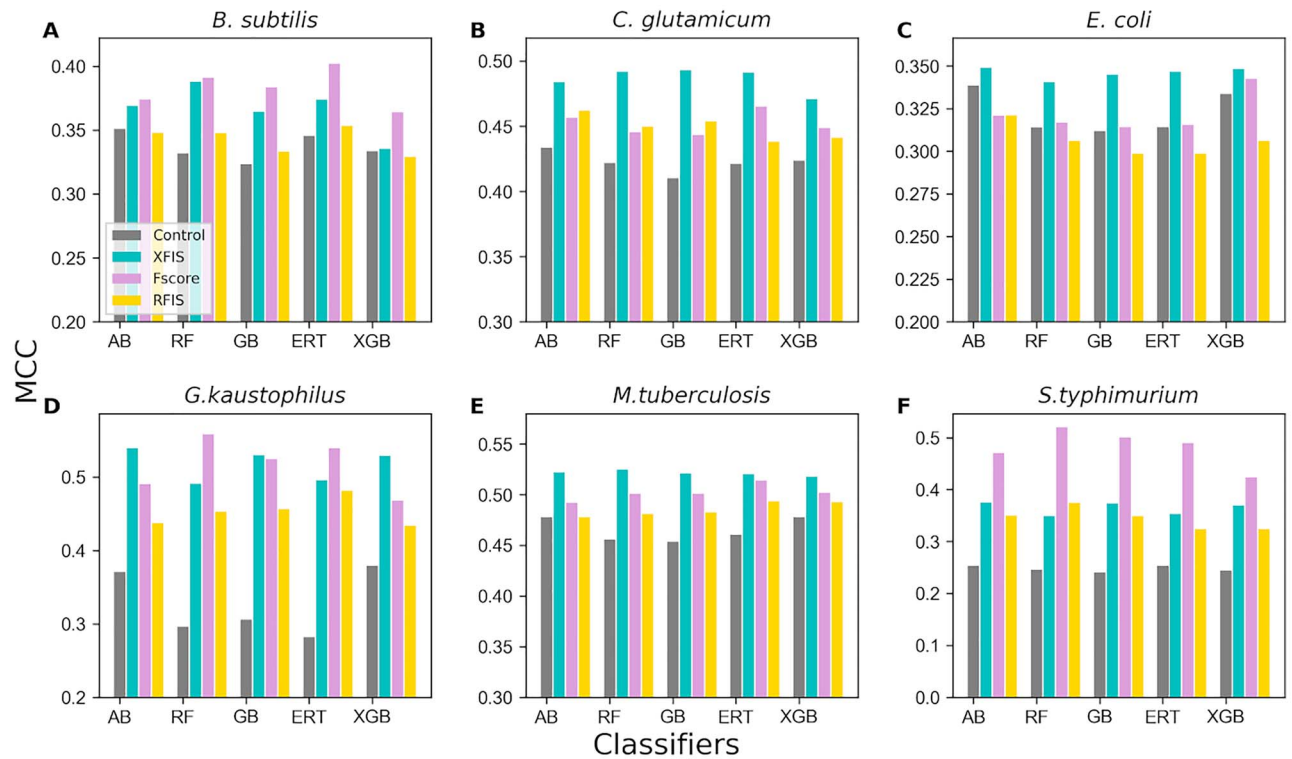 A
B. subtilis
0.40
0.35
0.30
0.25
0.20
Control
XFIS
Fscore
RFIS
AB RF GB ERT XGB
B
C. glutamicum
0.50
0.45
0.40
0.35
0.30
AB RF GB ERT XGB
C
E. coli
0.350
0.325
0.300
0.275
0.250
0.225
0.200
AB RF GB ERT XGB
MCC
D
G.kaustophilus
0.5
0.4
0.3
0.2
AB RF GB ERT XGB
E
M.tuberculosis
0.55
0.50
0.45
0.40
0.35
0.30
AB RF GB ERT XGB
F
S.typhimurium
0.5
0.4
0.3
0.2
0.1
0.0
AB RF GB ERT XGB
Classifiers